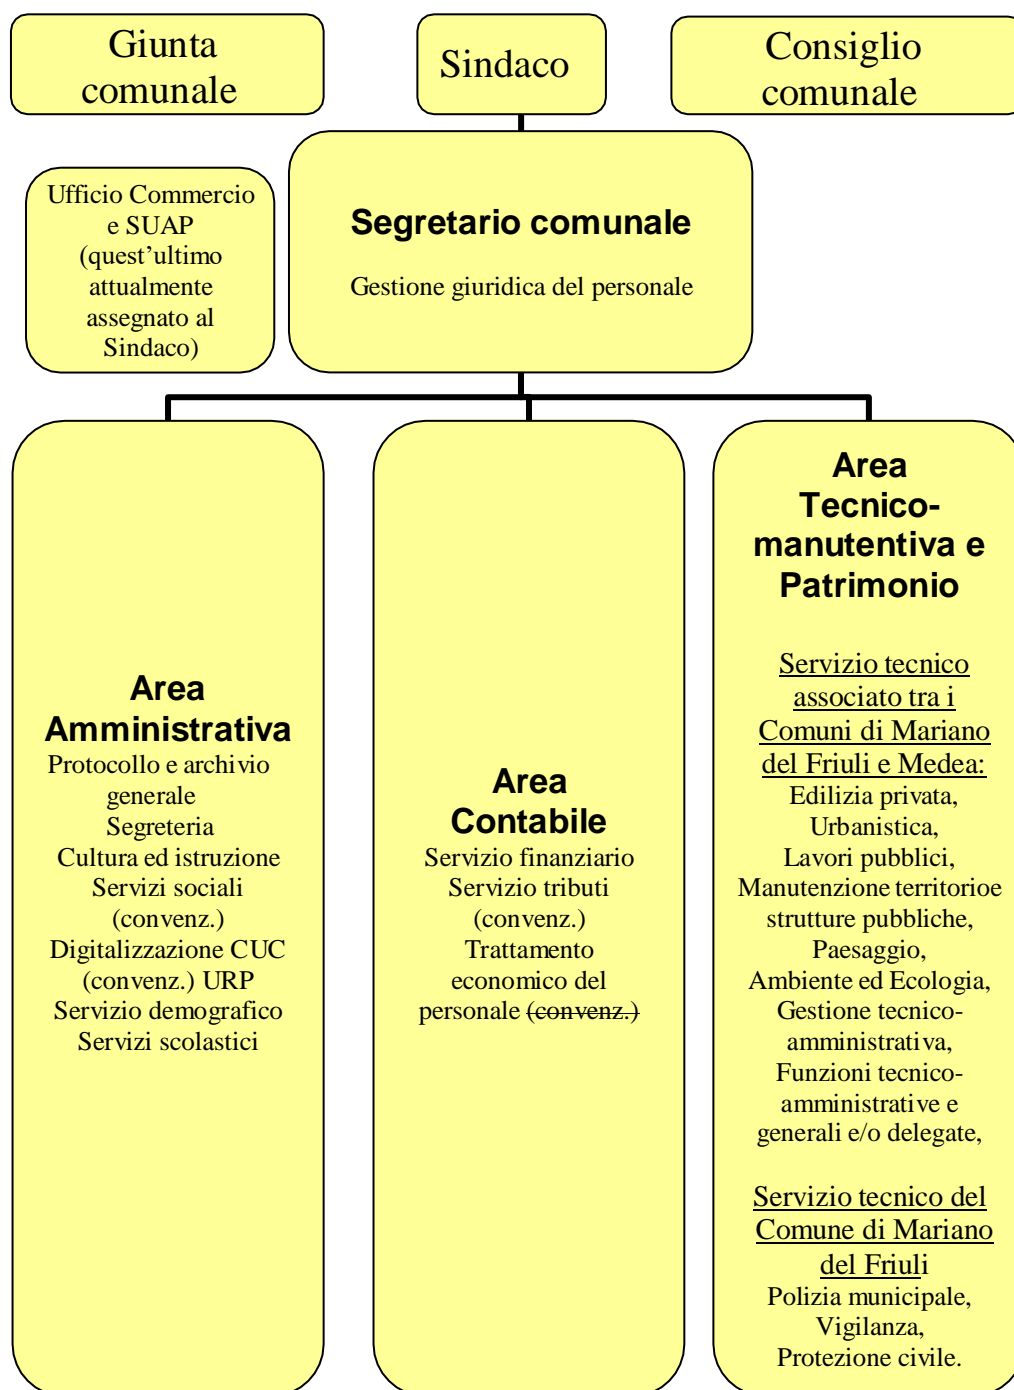 Giunta
comunale
Sindaco
Consiglio
comunale
Ufficio Commercio
e SUAP
(quest’ultimo
attualmente
assegnato al
Sindaco)
Segretario comunale
Gestione giuridica del personale
Area
Amministrativa
Protocollo e archivio
generale
Segreteria
Cultura ed istruzione
Servizi sociali
(convenz.)
Digitalizzazione CUC
(convenz.) URP
Servizio demografico
Servizi scolastici
Area
Contabile
Servizio finanziario
Servizio tributi
(convenz.)
Trattamento
economico del
personale (convenz.)
Area
Tecnico-
manutentiva e
Patrimonio
Servizio tecnico
associato tra i
Comuni di Mariano
del Friuli e Medea:
Edilizia privata,
Urbanistica,
Lavori pubblici,
Manutenzione territorioe
strutture pubbliche,
Paesaggio,
Ambiente ed Ecologia,
Gestione tecnico-
amministrativa,
Funzioni tecnico-
amministrative e
generali e/o delegate,
Servizio tecnico del
Comune di Mariano
del Friuli
Polizia municipale,
Vigilanza,
Protezione civile.